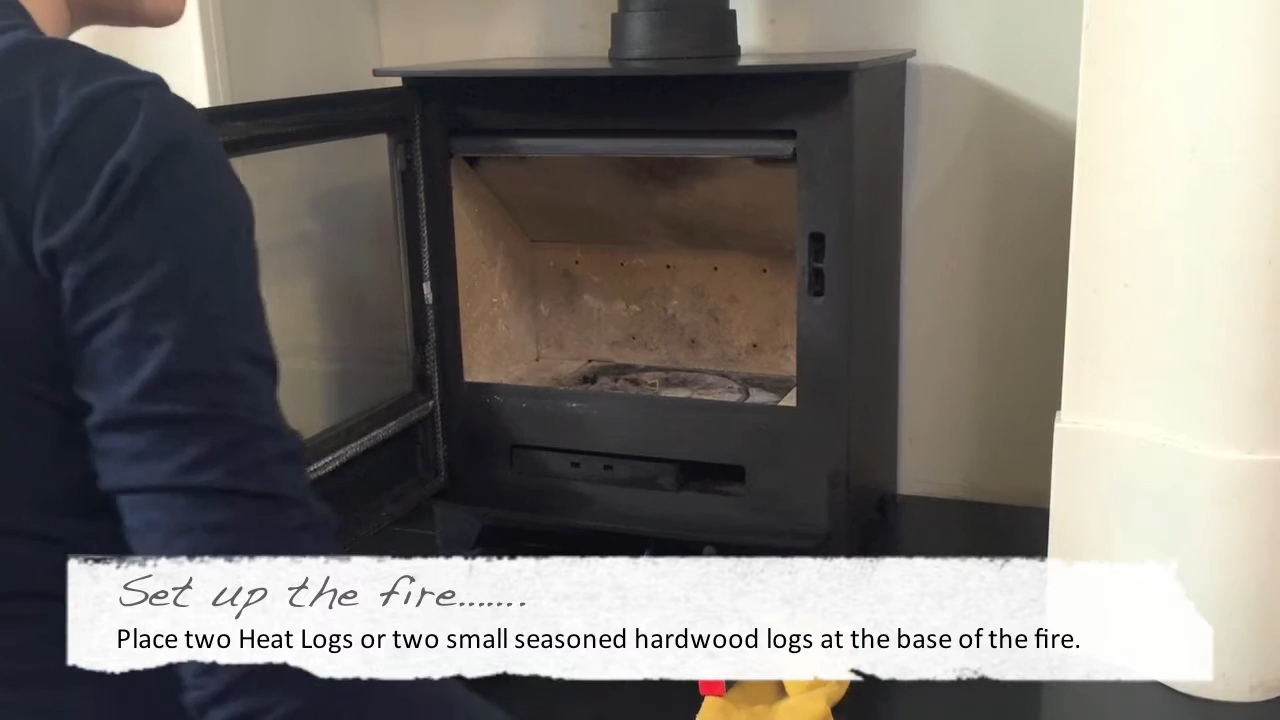 Set up the fire.......
Place two Heat Logs or two small seasoned hardwood logs at the base of the fire.